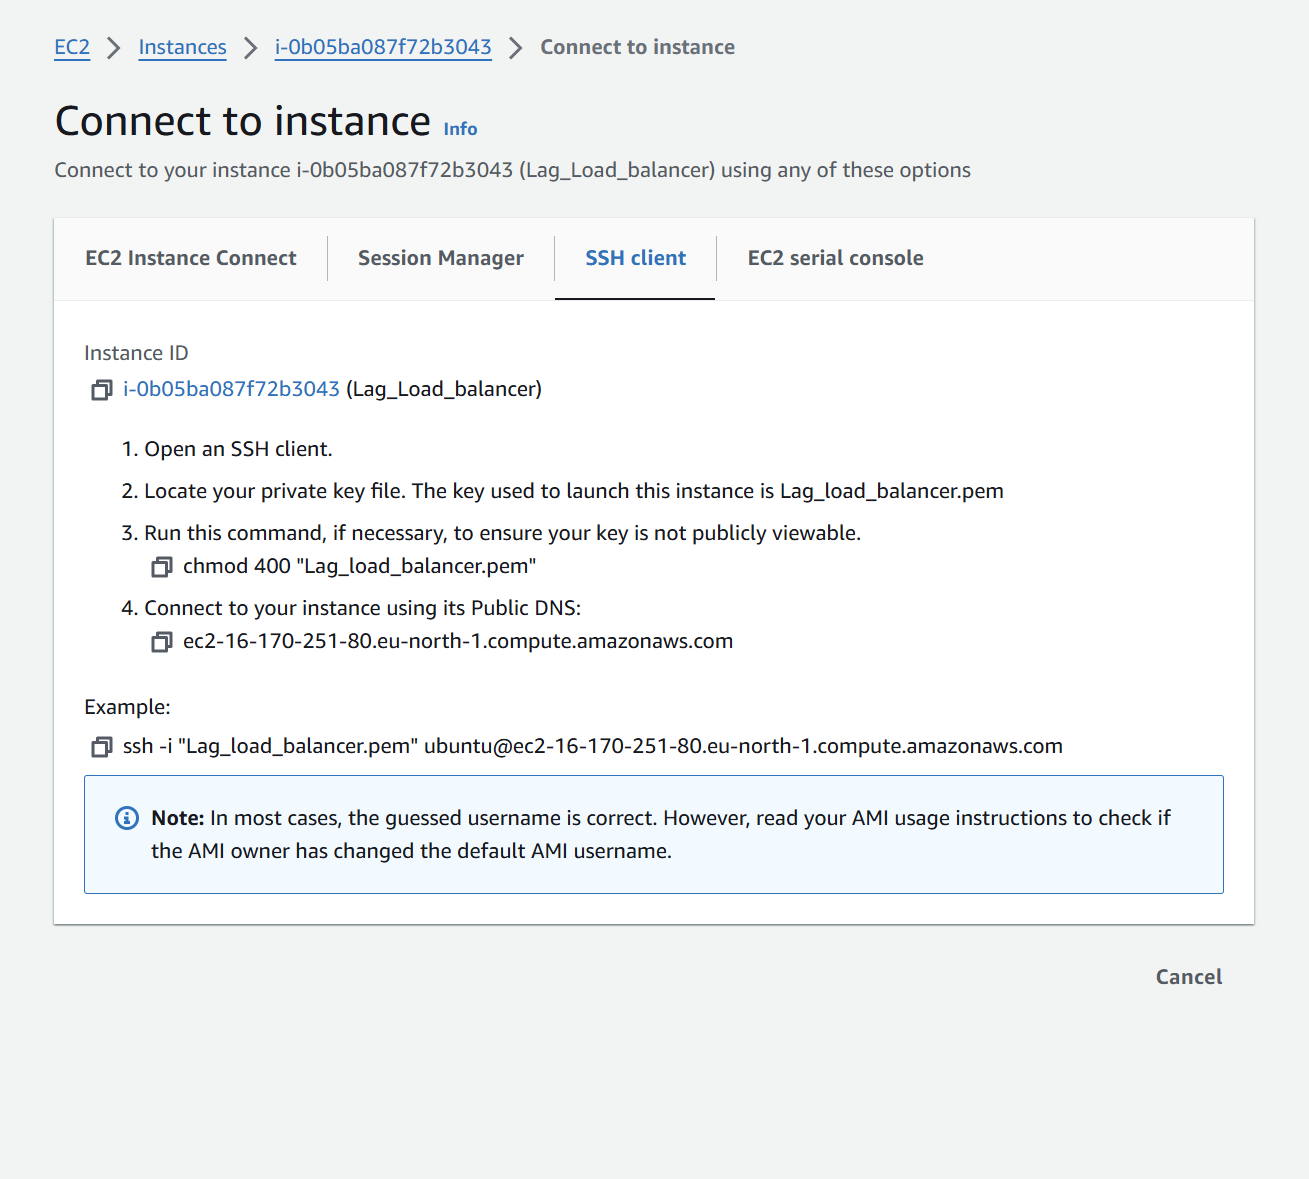 EC2 Instances i-0b05ba087f72b3043 Connect to instance
Connect to instance Info
Connect to your instance i-0b05ba087f72b3043 (Lag_Load_balancer) using any of these options
EC2 Instance Connect Session Manager SSH client EC2 serial console
Instance ID
i-0b05ba087f72b3043 (Lag_Load_balancer)
1. Open an SSH client.
2. Locate your private key file. The key used to launch this instance is Lag_load_balancer.pem
3. Run this command, if necessary, to ensure your key is not publicly viewable.
chmod 400 "Lag_load_balancer.pem"
4. Connect to your instance using its Public DNS:
ec2-16-170-251-80.eu-north-1.compute.amazonaws.com
Example:
ssh -i "Lag_load_balancer.pem" ubuntu@ec2-16-170-251-80.eu-north-1.compute.amazonaws.com
Note: In most cases, the guessed username is correct. However, read your AMI usage instructions to check if
the AMI owner has changed the default AMI username.
Cancel